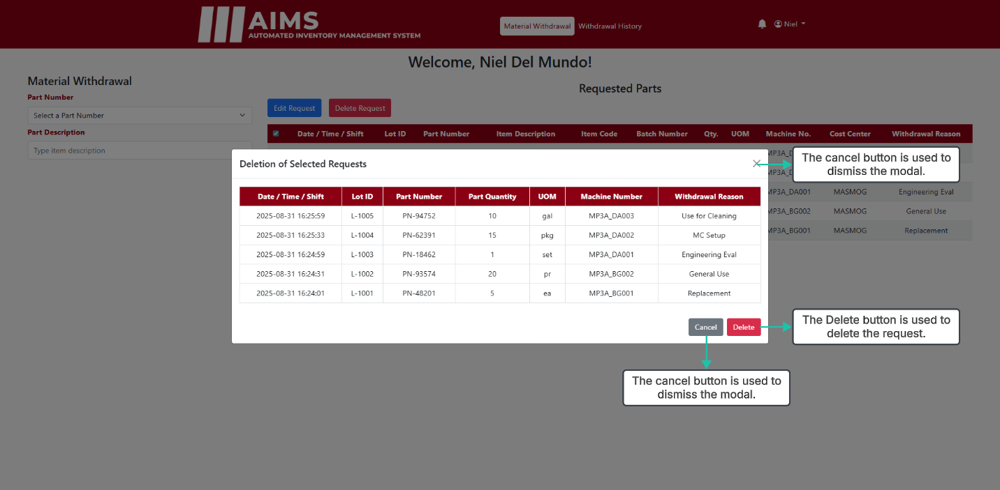 AIMS
AUTOMATED INVENTORY MANAGEMENT SYSTEM
Material Withdrawal Withdrawal History
Niel
Welcome, Niel Del Mundo!
Material Withdrawal
Part Number
Select a Part Number
Part Description
Type item description
Requested Parts
Edit Request Delete Request
Date / Time / Shift Lot ID Part Number Item Description Item Code Batch Number Qty. UOM Machine No. Cost Center Withdrawal Reason
MP3A_DA001 MASMOG Engineering Eval
MP3A_BG002 MASMOG General Use
MP3A_BG001 MASMOG Replacement
Deletion of Selected Requests
Date / Time / Shift Lot ID Part Number Part Quantity UOM Machine Number Withdrawal Reason
2025-08-31 16:25:59 L-1005 PN-94752 10 gal MP3A_DA003 Use for Cleaning
2025-08-31 16:25:33 L-1004 PN-62391 15 pkg MP3A_DA002 MC Setup
2025-08-31 16:24:59 L-1003 PN-18462 1 set MP3A_DA001 Engineering Eval
2025-08-31 16:24:31 L-1002 PN-93574 20 pr MP3A_BG002 General Use
2025-08-31 16:24:01 L-1001 PN-48201 5 ea MP3A_BG001 Replacement
Cancel Delete
The cancel button is used to
dismiss the modal.
The Delete button is used to
delete the request.
The cancel button is used to
dismiss the modal.